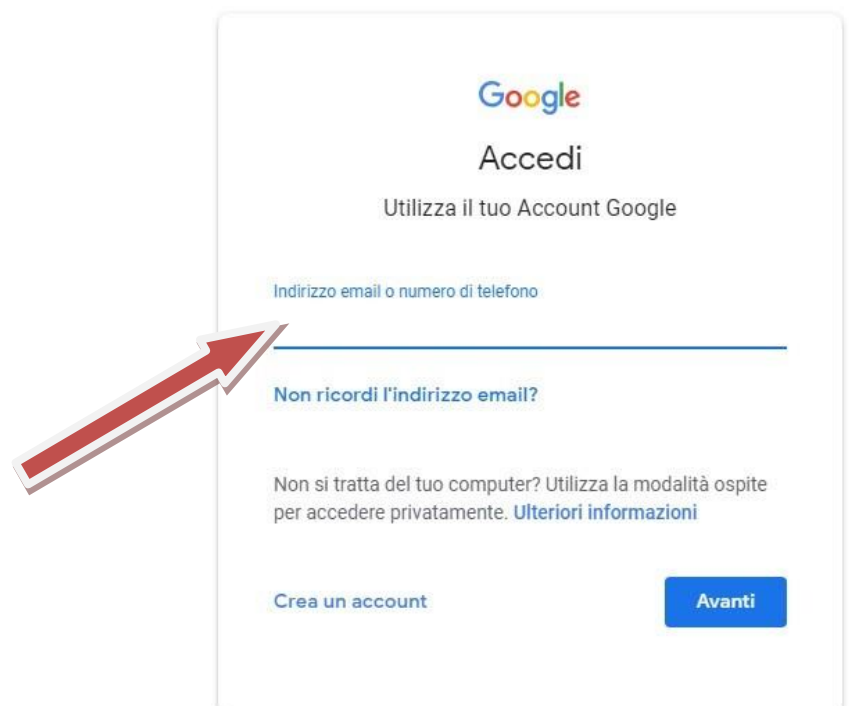 Google
Accedi
Utilizza il tuo Account Google
Indirizzo email o numero di telefono
Non ricordi l'indirizzo email?
Non si tratta del tuo computer? Utilizza la modalità ospite
per accedere privatamente. Ulteriori informazioni
Crea un account
Avanti